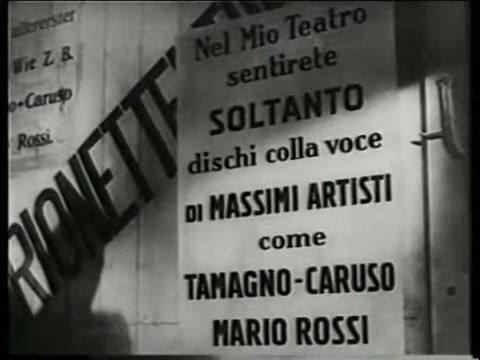 allererster
Wie Z. B.
o-Caruso
Rossi.
RIONETTE
Nel Mio Teatro
sentirete
SOLTANTO
dischi colla voce
DI MASSIMI ARTISTI
come
TAMAGNO-CARUSO
MARIO ROSSI